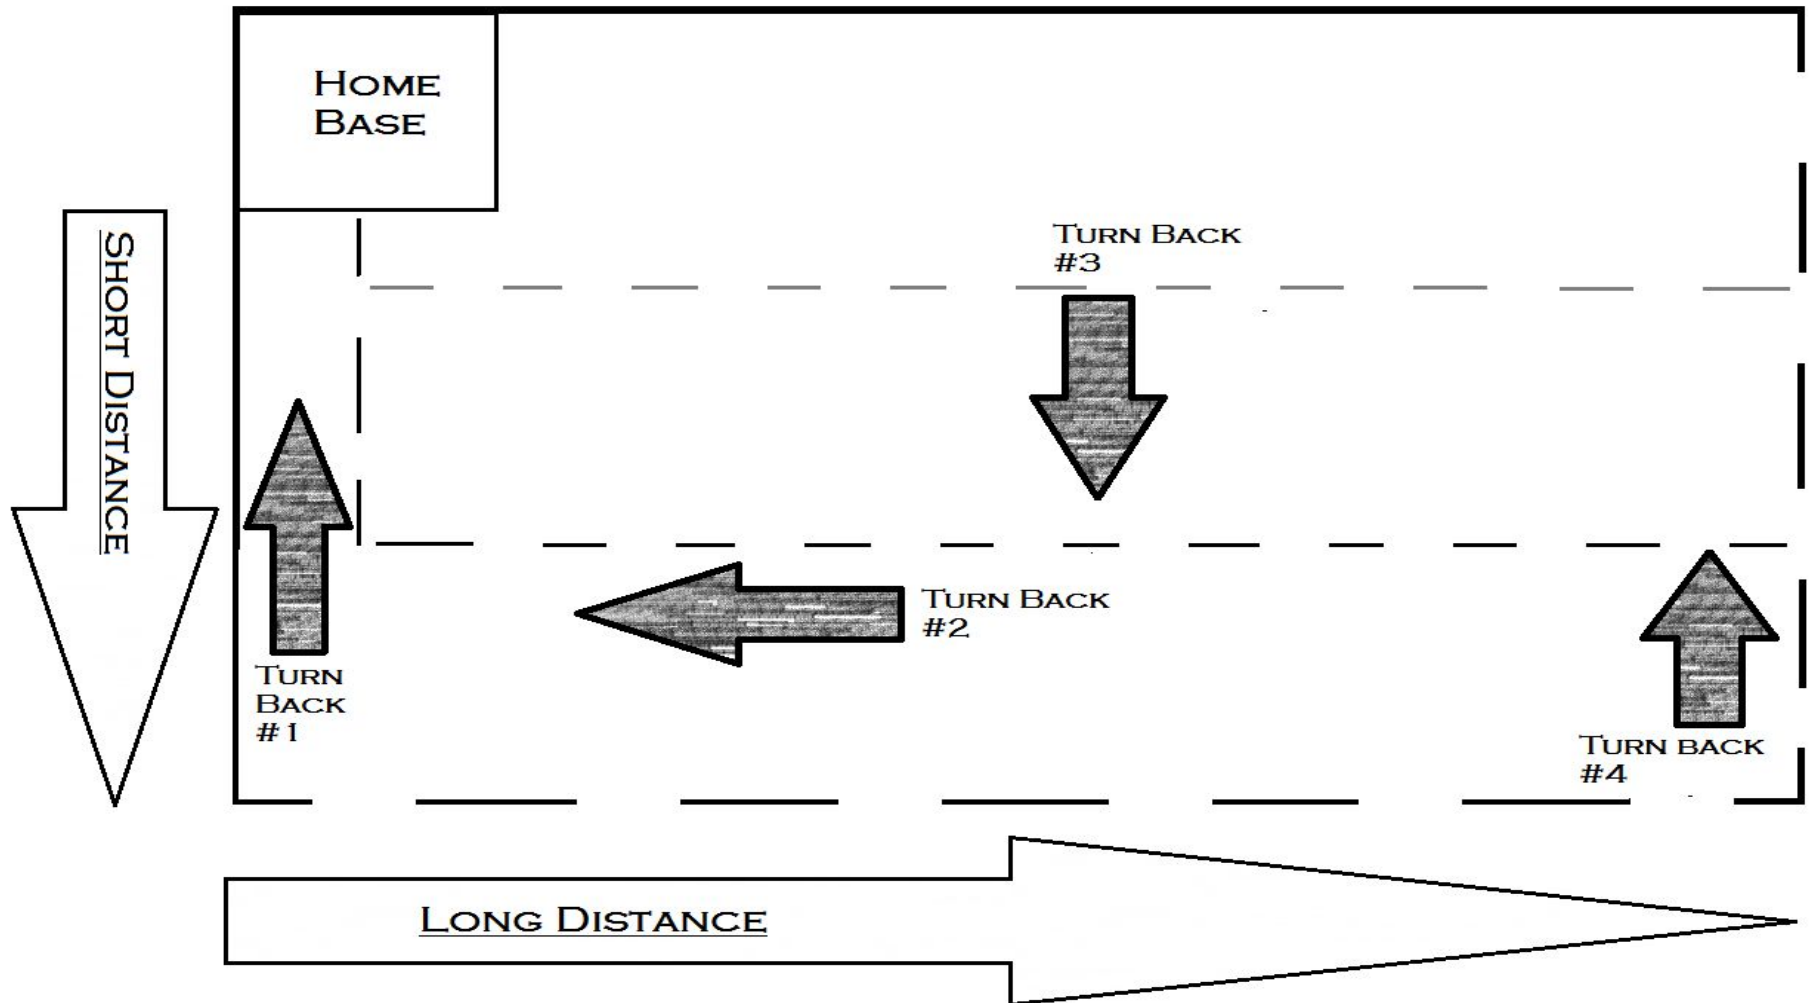 HOME
BASE
SHORT DISTANCE
TURN BACK
#3
TURN BACK
#2
TURN
BACK
#1
TURN BACK
#4
LONG DISTANCE